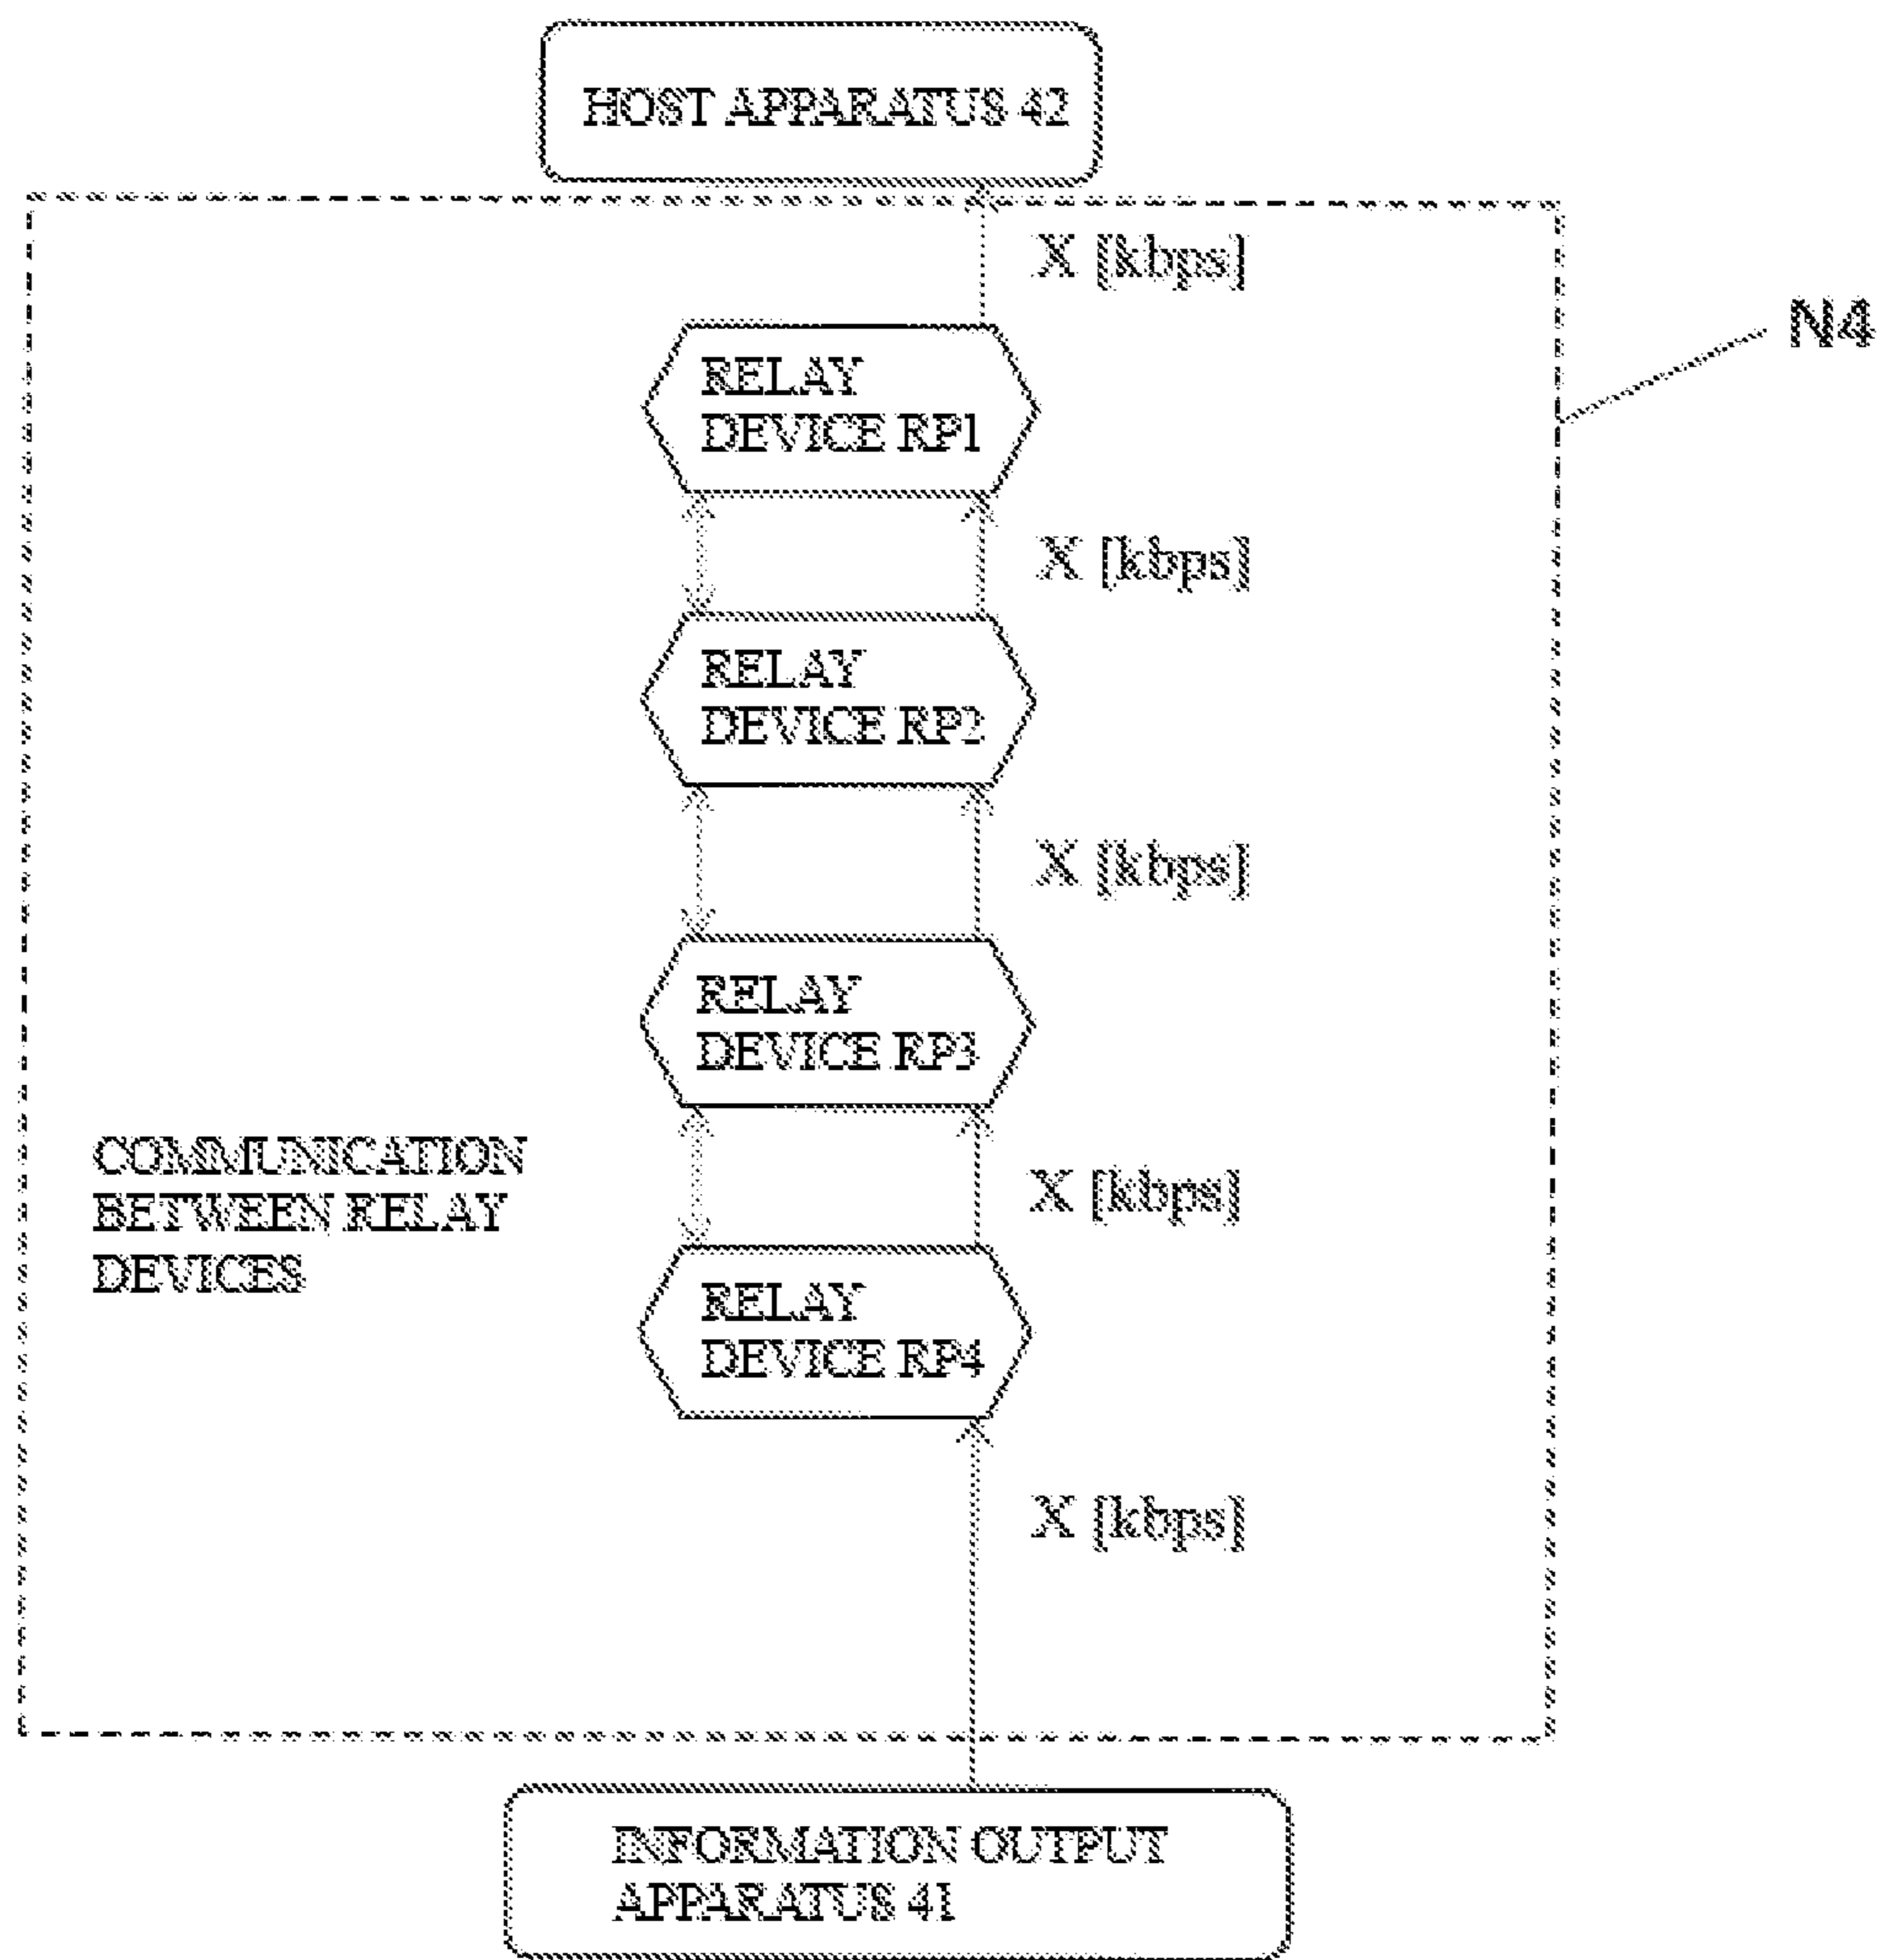 HOST APPARATUS 42
X [kbps]
N4
RELAY
DEVICE RP1
X [kbps]
RELAY
DEVICE RP2
X [kbps]
RELAY
DEVICE RP3
COMMUNICATION
BETWEEN RELAY
DEVICES
X [kbps]
RELAY
DEVICE RP4
X [kbps]
INFORMATION OUTPUT
APPARATUS 41